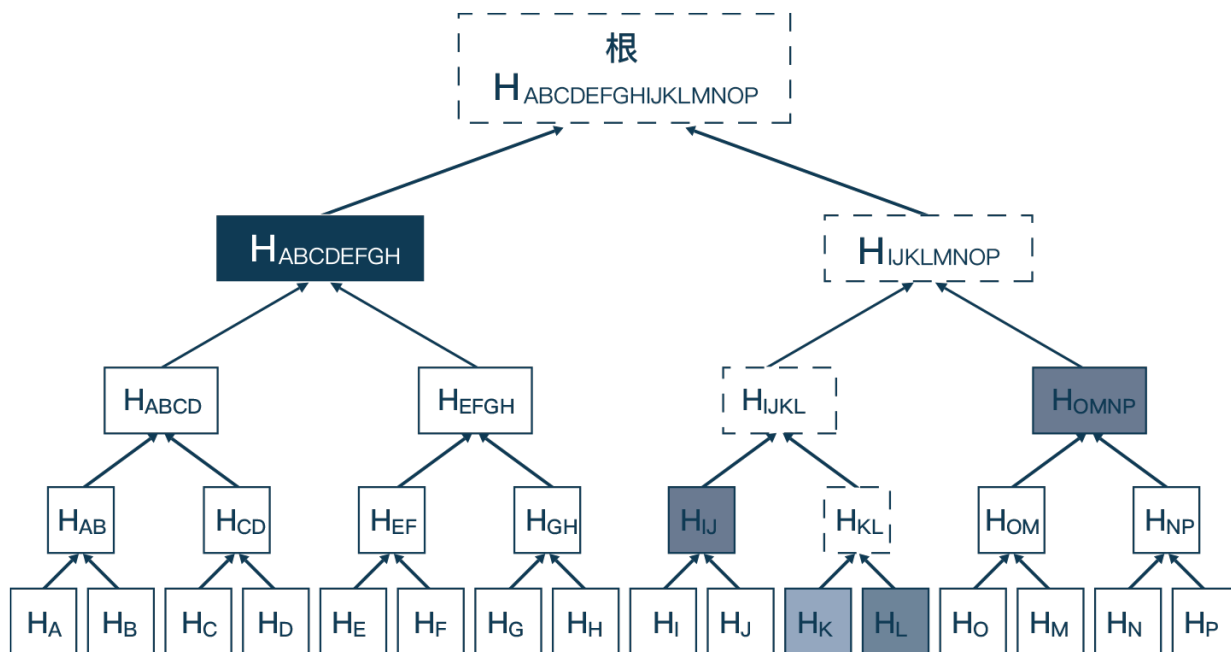 根
HABCDEFGHIJKLMNOP
HABCDEFGH HIJKLMNOP
HABCD HEFGH HIJKL HOMNP
HAB HCD HEF HGH HIJ HKL HOM HNP
HA HB HC HD HE HF HG HH HI HJ HK HL HO HM HN HP